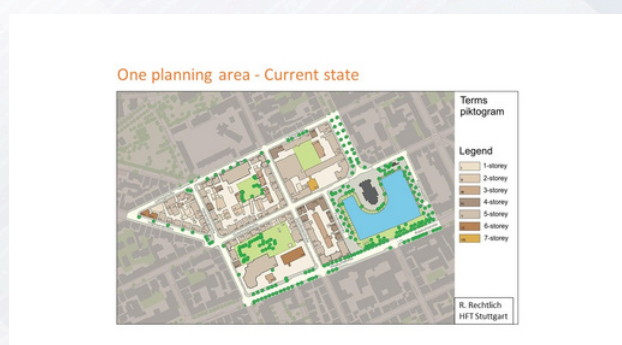 One planning area - Current state
Terms
piktogram
Legend
1-storey
2-storey
3-storey
4-storey
5-storey
6-storey
7-storey
R. Rechtlich
HFT Stuttgart